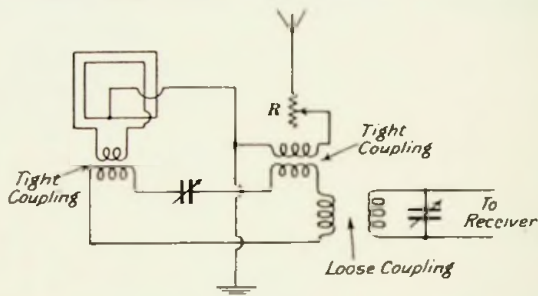 R
Tight
Coupling
Tight
Coupling
To
Receiver
Loose Coupling